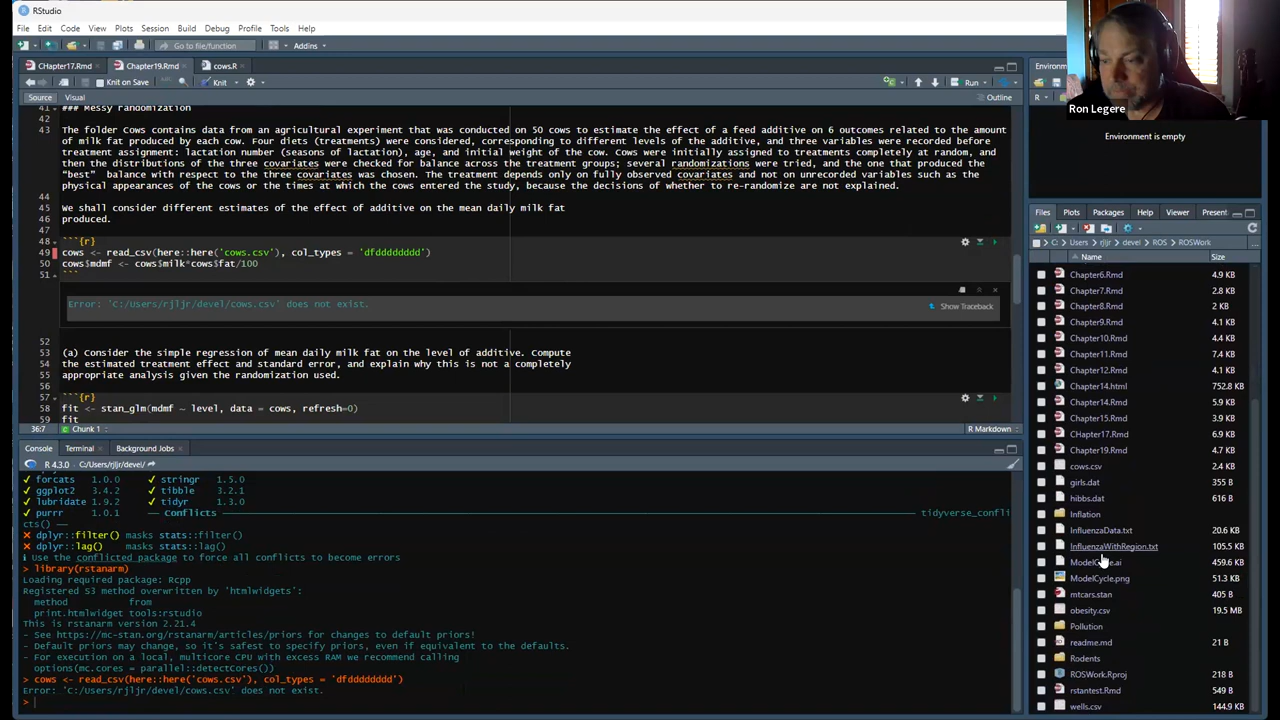 RStudio
File Edit Code View Plots Session Build Debug Profile Tools Help
Go to file/function
Addins
CHapter17.Rmd
Chapter19.Rmd
cows.R
Knit on Save
Knit
Run
Source Visual
Outline
41 ### Messy randomization
42
43 The folder Cows contains data from an agricultural experiment that was conducted on 50 cows to estimate the effect of a feed additive on 6 outcomes related to the amount
of milk fat produced by each cow. Four diets (treatments) were considered, corresponding to different levels of the additive, and three variables were recorded before
treatment assignment: lactation number (seasons of lactation), age, and initial weight of the cow. Cows were initially assigned to treatments completely at random, and
then the distributions of the three covariates were checked for balance across the treatment groups; several randomizations were tried, and the one that produced the
“best” balance with respect to the three covariates was chosen. The treatment depends only on fully observed covariates and not on unrecorded variables such as the
physical appearances of the cows or the times at which the cows entered the study, because the decisions of whether to re-randomize are not explained.
44
45 We shall consider different estimates of the effect of additive on the mean daily milk fat
46 produced.
47
48 ```{r}
49 cows <- read_csv(here::here('cows.csv'), col_types = 'dfddddddddd')
50 cows$mdmf <- cows$milk*cows$fat/100
51 ```
Error: 'C:/Users/rjljr/devel/cows.csv' does not exist.
Show Traceback
52
53 (a) Consider the simple regression of mean daily milk fat on the level of additive. Compute
54 the estimated treatment effect and standard error, and explain why this is not a completely
55 appropriate analysis given the randomization used.
56
57 ```{r}
58 fit <- stan_glm(mdmf ~ level, data = cows, refresh=0)
59 fit
36:7 Chunk 1
R Markdown
Console Terminal Background Jobs
R 4.3.0 · C:/Users/rjljr/devel/
✓ forcats 1.0.0 ✓ stringr 1.5.0
✓ ggplot2 3.4.2 ✓ tibble 3.2.1
✓ lubridate 1.9.2 ✓ tidyr 1.3.0
✓ purrr 1.0.1
── Conflicts ── tidyverse_confli
cts() ──
✖ dplyr::filter() masks stats::filter()
✖ dplyr::lag() masks stats::lag()
ℹ Use the conflicted package to force all conflicts to become errors
> library(rstanarm)
Loading required package: Rcpp
Registered S3 method overwritten by 'htmlwidgets':
method from
print.htmlwidget tools:rstudio
This is rstanarm version 2.21.4
- See https://mc-stan.org/rstanarm/articles/priors for changes to default priors!
- Default priors may change, so it's safest to specify priors, even if equivalent to the defaults.
- For execution on a local, multicore CPU with excess RAM we recommend calling
options(mc.cores = parallel::detectCores())
> cows <- read_csv(here::here('cows.csv'), col_types = 'dfddddddddd')
Error: 'C:/Users/rjljr/devel/cows.csv' does not exist.
>
Ron Legere
R
Environment is empty
Files Plots Packages Help Viewer Present
C: Users rjljr devel ROS ROSWork
Name Size
Chapter6.Rmd 4.9 KB
Chapter7.Rmd 2.8 KB
Chapter8.Rmd 2 KB
Chapter9.Rmd 4.1 KB
Chapter10.Rmd 4.4 KB
Chapter11.Rmd 7.4 KB
Chapter12.Rmd 4.1 KB
Chapter14.html 752.8 KB
Chapter14.Rmd 5.9 KB
Chapter15.Rmd 3.9 KB
CHapter17.Rmd 6.9 KB
Chapter19.Rmd 4.7 KB
cows.csv 2.4 KB
girls.dat 355 B
hibbs.dat 616 B
Inflation
InfluenzaData.txt 20.6 KB
InfluenzaWithRegion.txt 105.5 KB
459.6 KB
ModelCycle.png 51.3 KB
mtcars.stan 405 B
obesity.csv 19.5 MB
Pollution
readme.md 21 B
Rodents
ROSWork.Rproj 218 B
rstantest.Rmd 549 B
wells.csv 144.9 KB